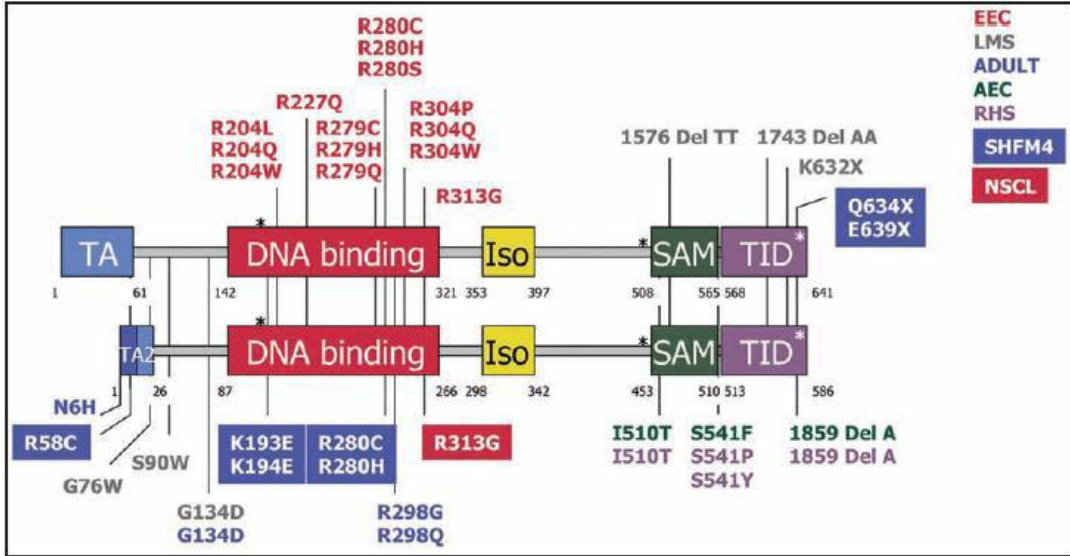 R280C
R280H
R280S
R227Q
R204L
R204Q
R204W
R279C
R279H
R279Q
R304P
R304Q
R304W
R313G
1576 Del TT
1743 Del AA
K632X
Q634X
E639X
EEC
LMS
ADULT
AEC
RHS
SHFM4
NSCL
TA
*
DNA binding
Iso
*
SAM
TID
*
1 61 142 321 353 397 508 565 568 641
TA2
*
DNA binding
Iso
*
SAM
TID
*
1 26 87 266 298 342 453 510 513 586
N6H
R58C
G76W
S90W
G134D
G134D
K193E
K194E
R280C
R280H
R298G
R298Q
R313G
I510T
I510T
S541F
S541P
S541Y
1859 Del A
1859 Del A